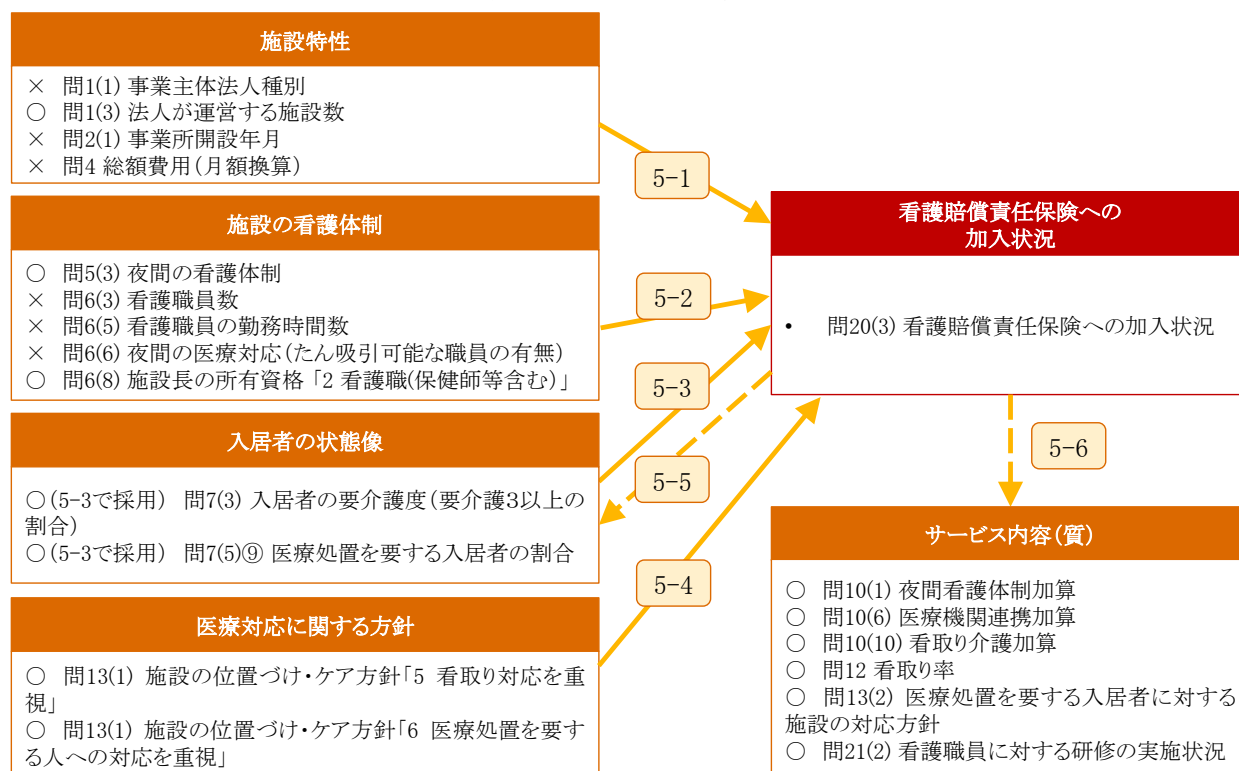 施設特性
× 問1(1) 事業主体法人種別
○ 問1(3) 法人が運営する施設数
× 問2(1) 事業所開設年月
× 問4 総額費用(月額換算)
施設の看護体制
○ 問5(3) 夜間の看護体制
× 問6(3) 看護職員数
× 問6(5) 看護職員の勤務時間数
× 問6(6) 夜間の医療対応(たん吸引可能な職員の有無)
○ 問6(8) 施設長の所有資格 「2 看護職(保健師等含む)」
入居者の状態像
○(5-3で採用) 問7(3) 入居者の要介護度(要介護3以上の
割合)
○(5-3で採用) 問7(5)⑨ 医療処置を要する入居者の割合
医療対応に関する方針
○ 問13(1) 施設の位置づけ・ケア方針「5 看取り対応を重
視」
○ 問13(1) 施設の位置づけ・ケア方針「6 医療処置を要す
る人への対応を重視」
5-1
5-2
5-3
5-5
5-4
看護賠償責任保険への
加入状況
• 問20(3) 看護賠償責任保険への加入状況
5-6
サービス内容(質)
○ 問10(1) 夜間看護体制加算
○ 問10(6) 医療機関連携加算
○ 問10(10) 看取り介護加算
○ 問12 看取り率
○ 問13(2) 医療処置を要する入居者に対する
施設の対応方針
○ 問21(2) 看護職員に対する研修の実施状況